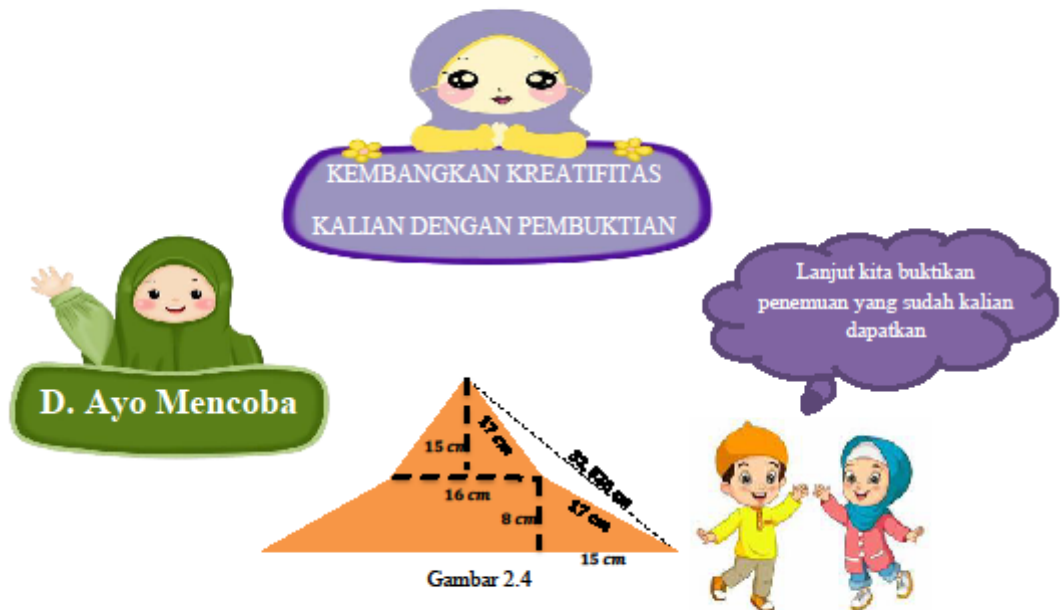 KEMBANGKAN KREATIFITAS
KALIAN DENGAN PEMBUKTIAN
Lanjut kita buktikan
penemuan yang sudah kalian
dapatkan
D. Ayo Mencoba
15 cm
17 cm
16 cm
8 cm
17 cm
15 cm
Gambar 2.4